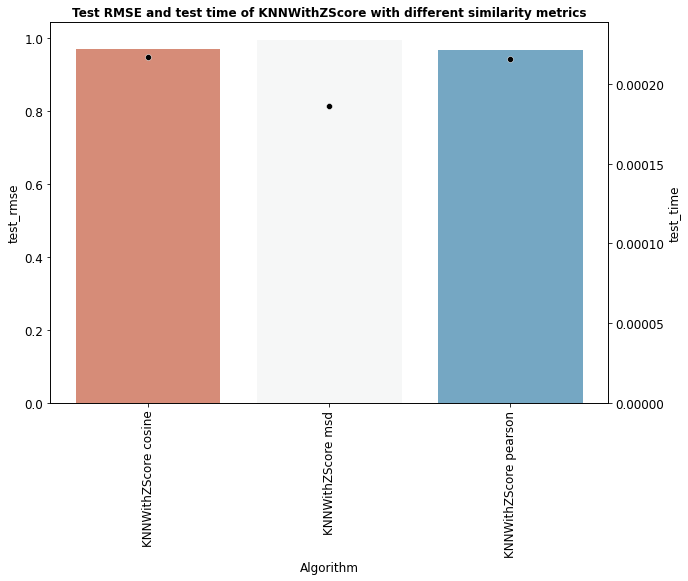 Test RMSE and test time of KNNWithZScore with different similarity metrics
test_rmse
1.0
0.8
0.6
0.4
0.2
0.0
0.00020
0.00015
0.00010
0.00005
0.00000
test_time
KNNWithZScore cosine
KNNWithZScore msd
KNNWithZScore pearson
Algorithm